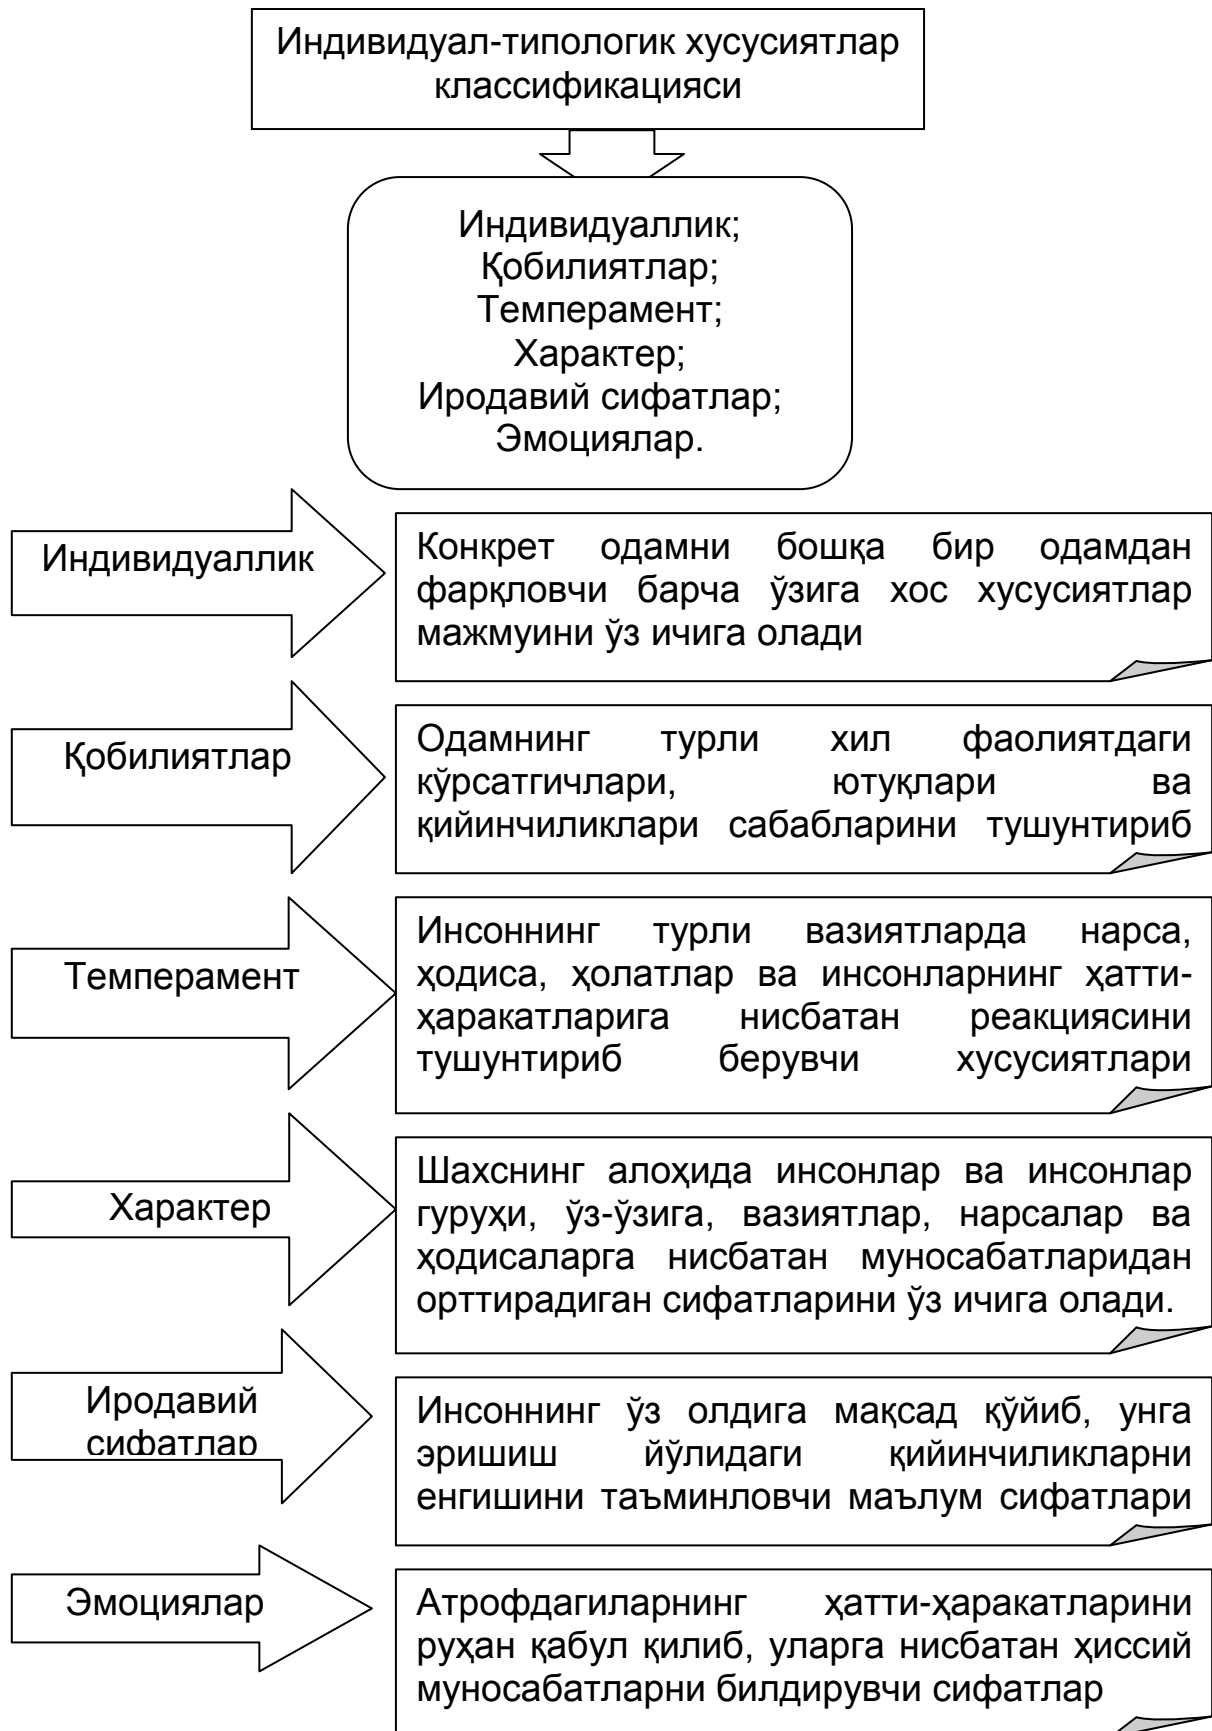 Индивидуал-типологик хусусиятлар
классификацияси
Индивидуаллик;
Қобилиятлар;
Темперамент;
Характер;
Иродавий сифатлар;
Эмоциялар.
Индивидуаллик
Конкрет одамни бошқа бир одамдан
фарқловчи барча ўзига хос хусусиятлар
мажмуини ўз ичига олади
Қобилиятлар
Одамнинг турли хил фаолиятдаги
кўрсатгичлари, ютуқлари ва
қийинчиликлари сабабларини тушунтириб
Темперамент
Инсоннинг турли вазиятларда нарса,
ҳодиса, ҳолатлар ва инсонларнинг ҳатти-
ҳаракатларига нисбатан реакциясини
тушунтириб берувчи хусусиятлари
Характер
Шахснинг алоҳида инсонлар ва инсонлар
гуруҳи, ўз-ўзига, вазиятлар, нарсалар ва
ҳодисаларга нисбатан муносабатларидан
орттирадиган сифатларини ўз ичига олади.
Иродавий
сифатлар
Инсоннинг ўз олдига мақсад қўйиб, унга
эришиш йўлидаги қийинчиликларни
енгишини таъминловчи маълум сифатлари
Эмоциялар
Атрофдагиларнинг ҳатти-ҳаракатларини
руҳан қабул қилиб, уларга нисбатан ҳиссий
муносабатларни билдирувчи сифатлар